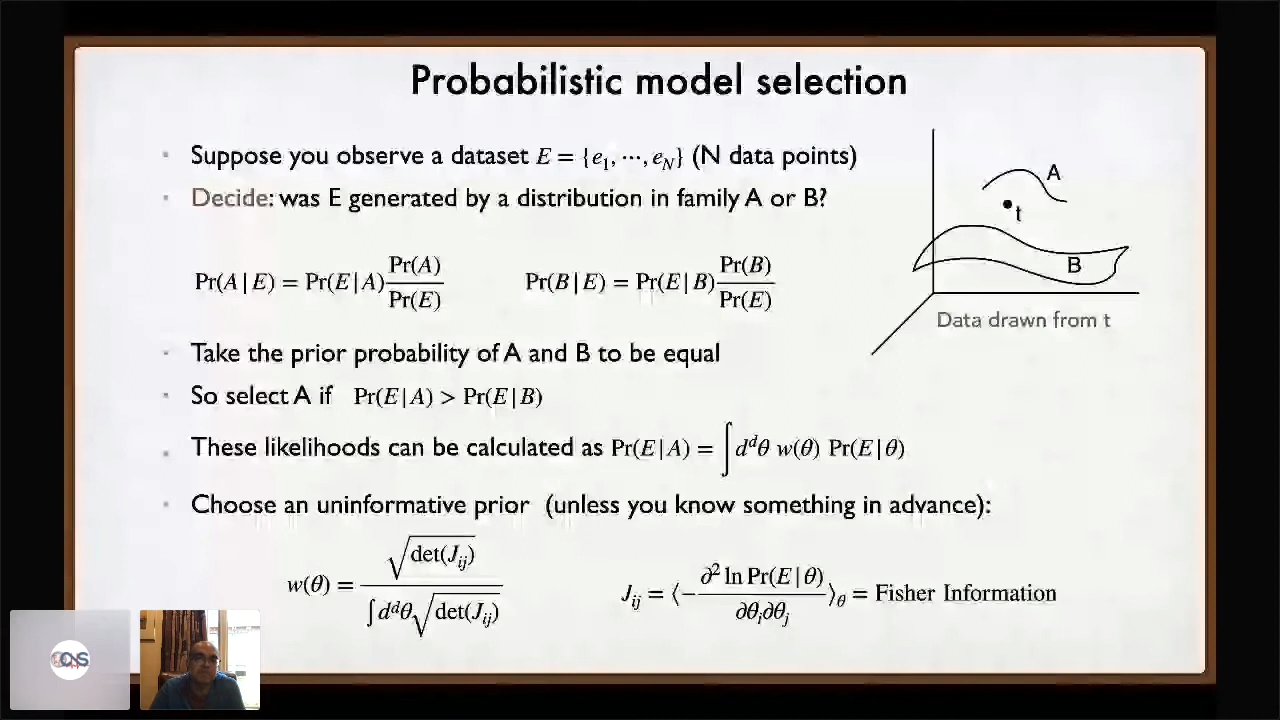 Probabilistic model selection
Suppose you observe a dataset E = {e₁, ⋯, e_N} (N data points)
Decide: was E generated by a distribution in family A or B?
Pr(A | E) = Pr(E | A) Pr(A) / Pr(E)
Pr(B | E) = Pr(E | B) Pr(B) / Pr(E)
A
t
B
Data drawn from t
Take the prior probability of A and B to be equal
So select A if Pr(E | A) > Pr(E | B)
These likelihoods can be calculated as Pr(E | A) = ∫ d^dθ w(θ) Pr(E | θ)
Choose an uninformative prior (unless you know something in advance):
w(θ) = √det(J_ij) / ∫ d^dθ √det(J_ij)
J_ij = ⟨− ∂² ln Pr(E | θ) / ∂θ_i∂θ_j ⟩_θ = Fisher Information